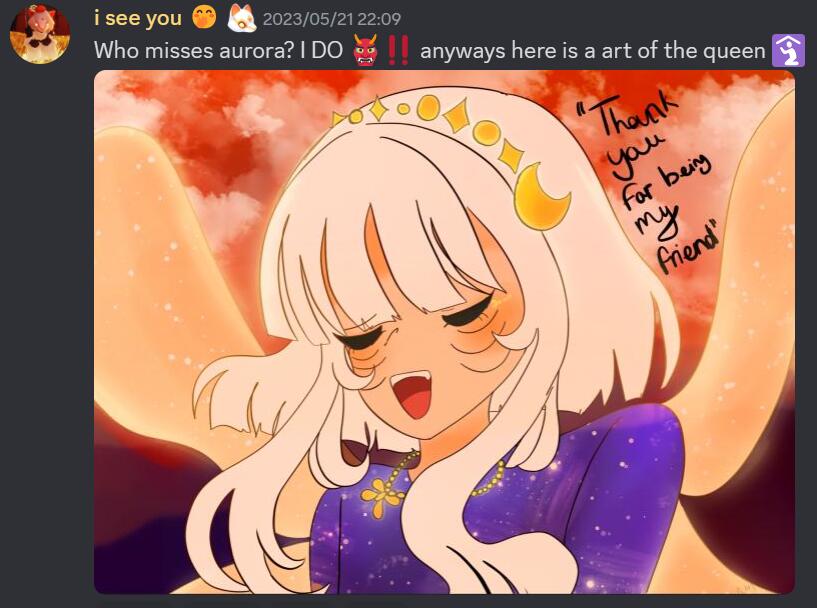 i see you 🤭 2023/05/21 22:09
Who misses aurora? I DO 👹‼️ anyways here is a art of the queen 🛐
"Thank
you
For being
my
friend"